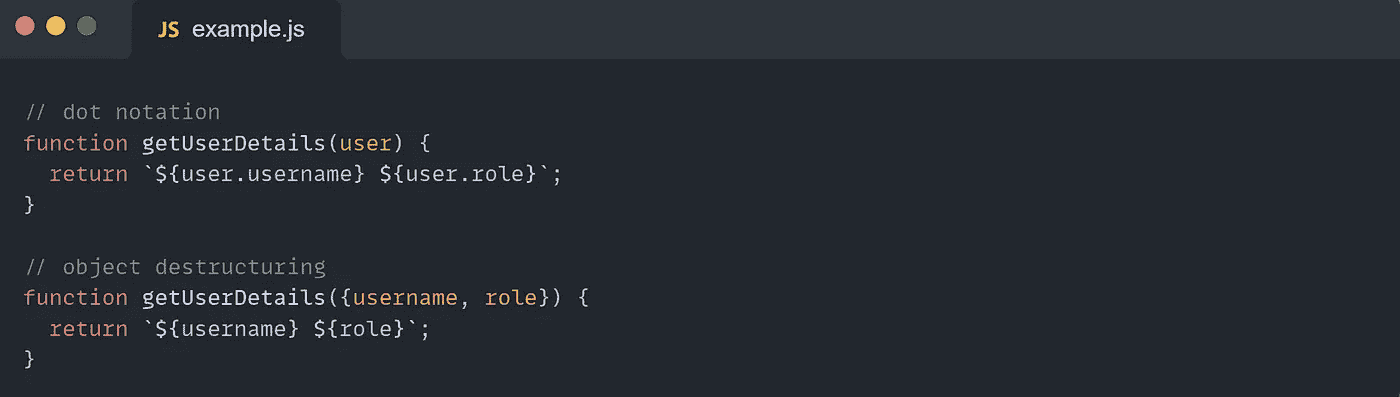 JS example.js
// dot notation
function getUserDetails(user) {
  return `${user.username} ${user.role}`;
}
// object destructuring
function getUserDetails({username, role}) {
  return `${username} ${role}`;
}